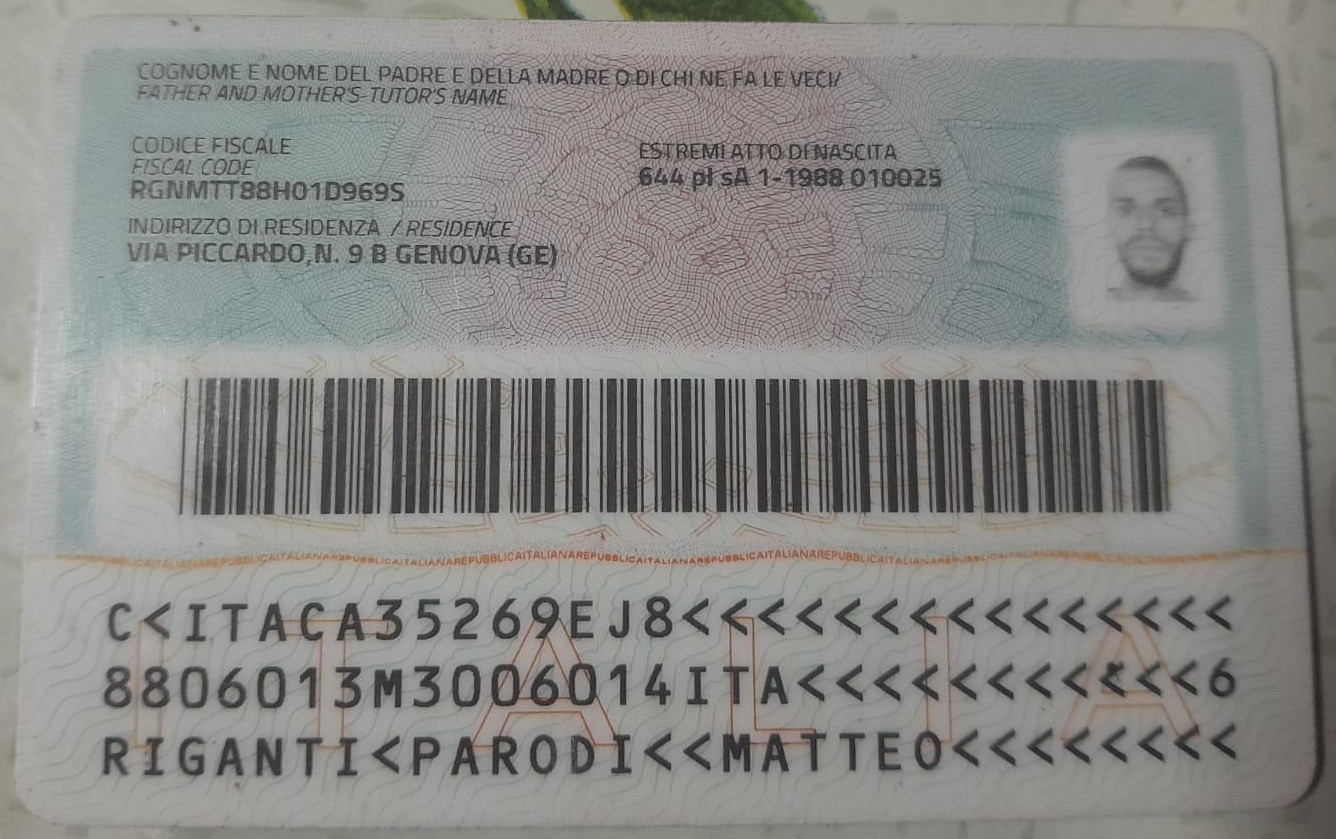 COGNOME E NOME DEL PADRE E DELLA MADRE O DI CHI NE FA LE VECI/
FATHER AND MOTHER'S-TUTOR'S NAME
CODICE FISCALE
FISCAL CODE
RGNMTT88H01D969S
ESTREMI ATTO DI NASCITA
644 pI sA 1-1988 010025
INDIRIZZO DI RESIDENZA / RESIDENCE
VIA PICCARDO,N. 9 B GENOVA (GE)
REPUBBLICAITALIANAREPUBBLICAITALIANAREPUBBLICAITALIANAREPUBBLICAITALIANAREPUBBLICAITALIANA
ITALIA
C<ITACA35269EJ8<<<<<<<<<<<<<<<
8806013M3006014ITA<<<<<<<<<<<6
RIGANTI<PARODI<<MATTEO<<<<<<<<